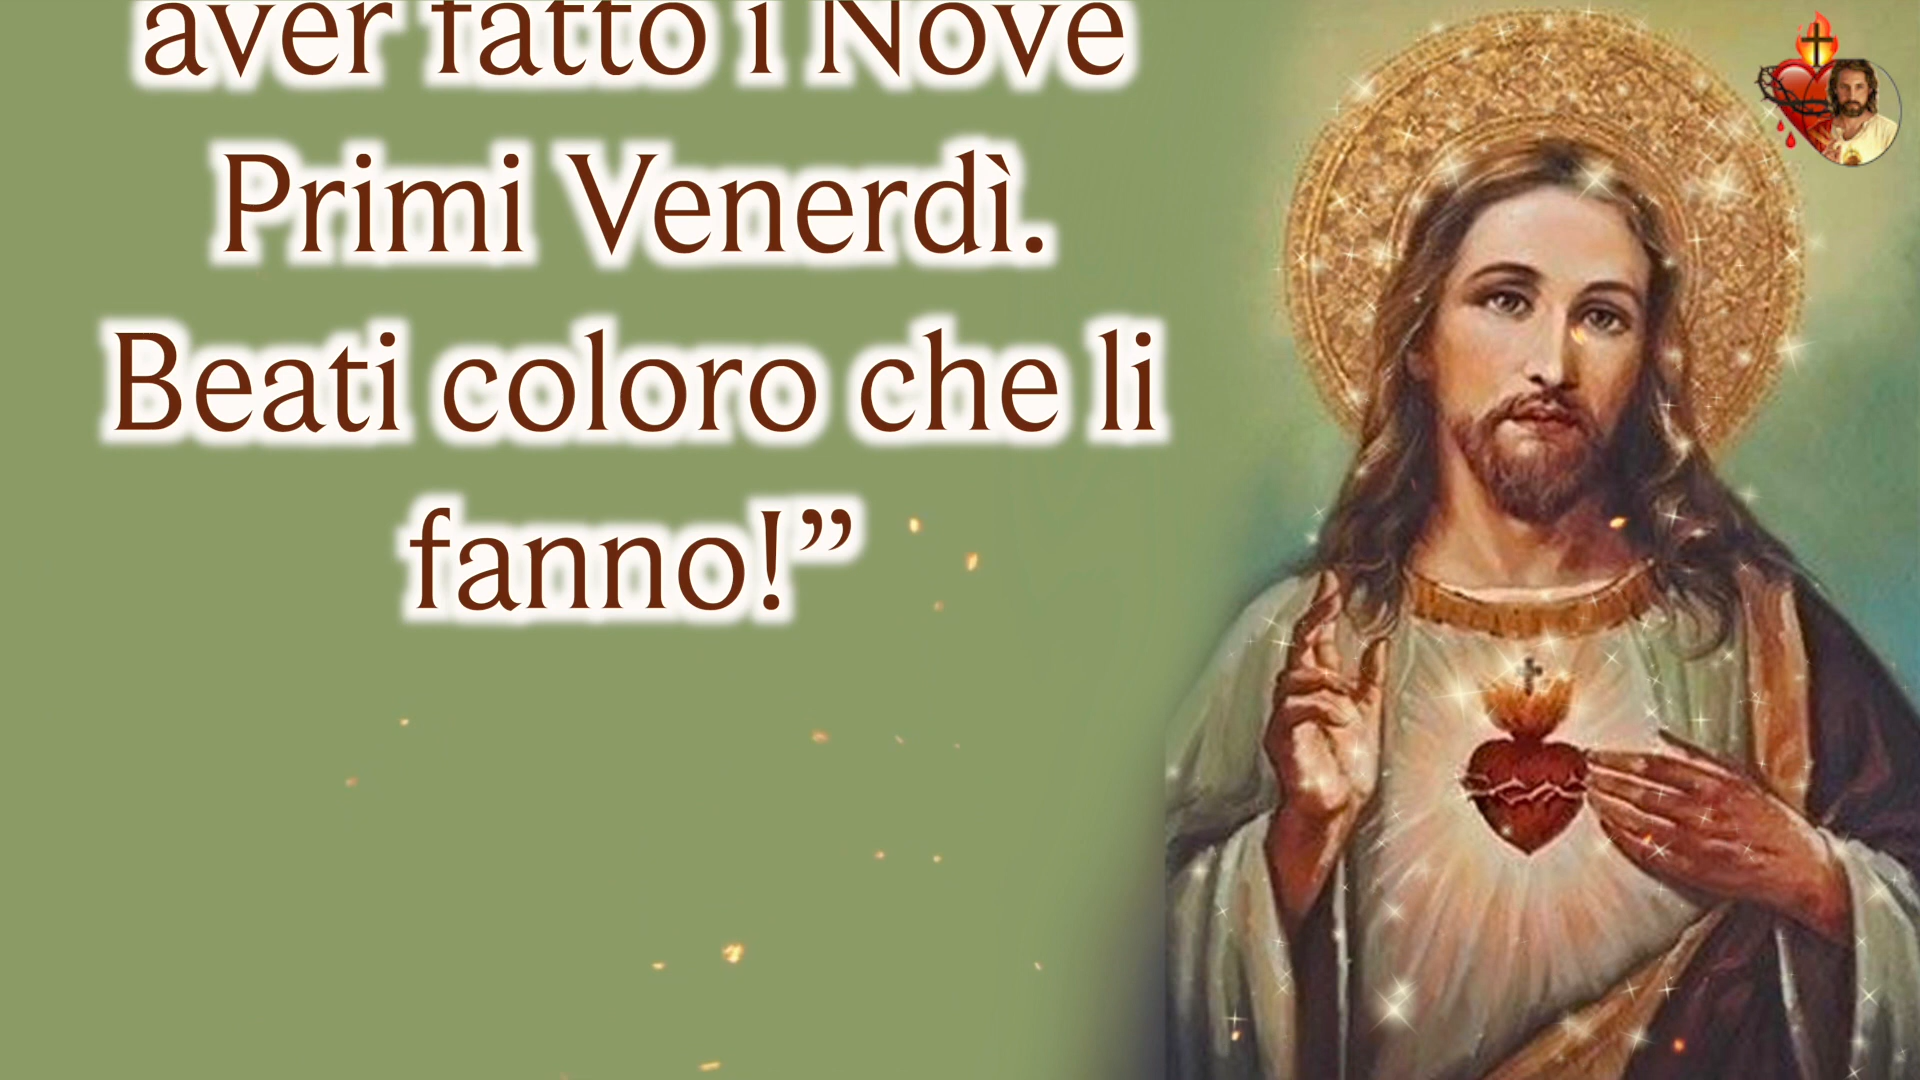 aver fatto i Nove
Primi Venerdì.
Beati coloro che li
fanno!”